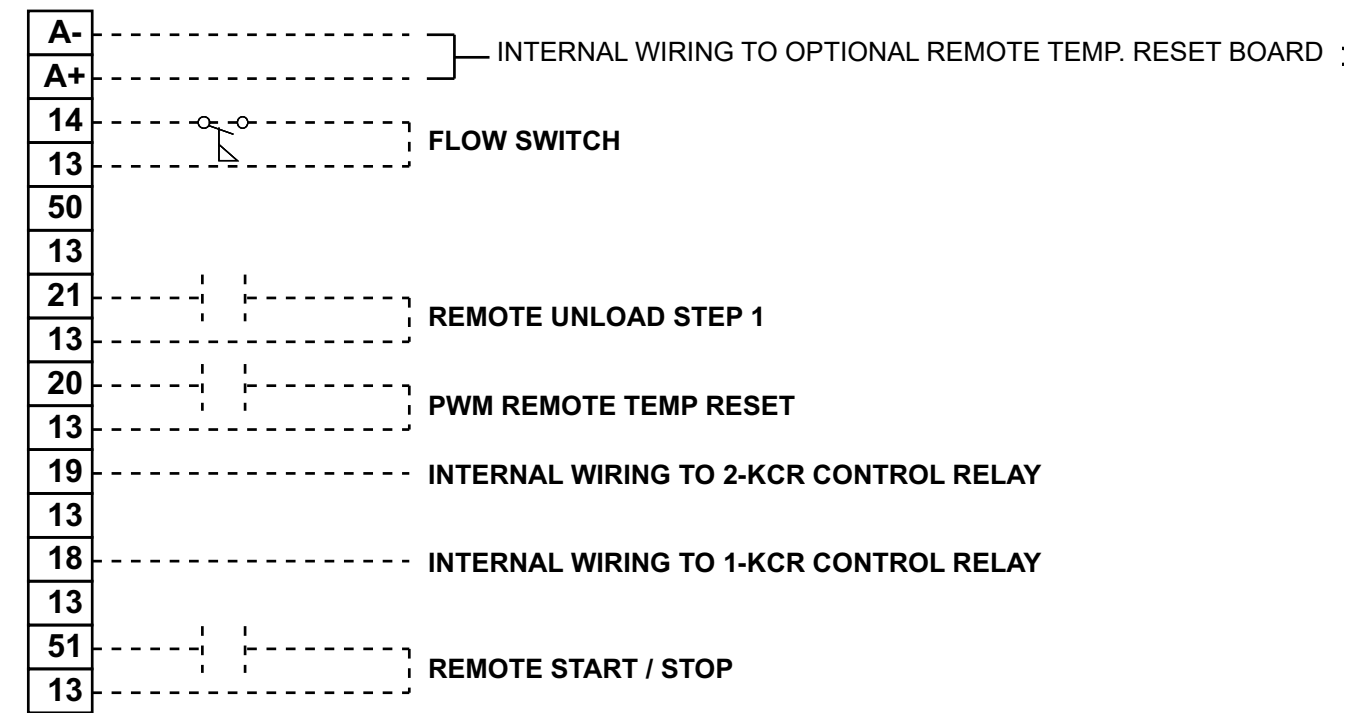 A-
INTERNAL WIRING TO OPTIONAL REMOTE TEMP. RESET BOARD
A+
14
FLOW SWITCH
13
50
13
21
REMOTE UNLOAD STEP 1
13
20
PWM REMOTE TEMP RESET
13
19 INTERNAL WIRING TO 2-KCR CONTROL RELAY
13
18 INTERNAL WIRING TO 1-KCR CONTROL RELAY
13
51
REMOTE START / STOP
13